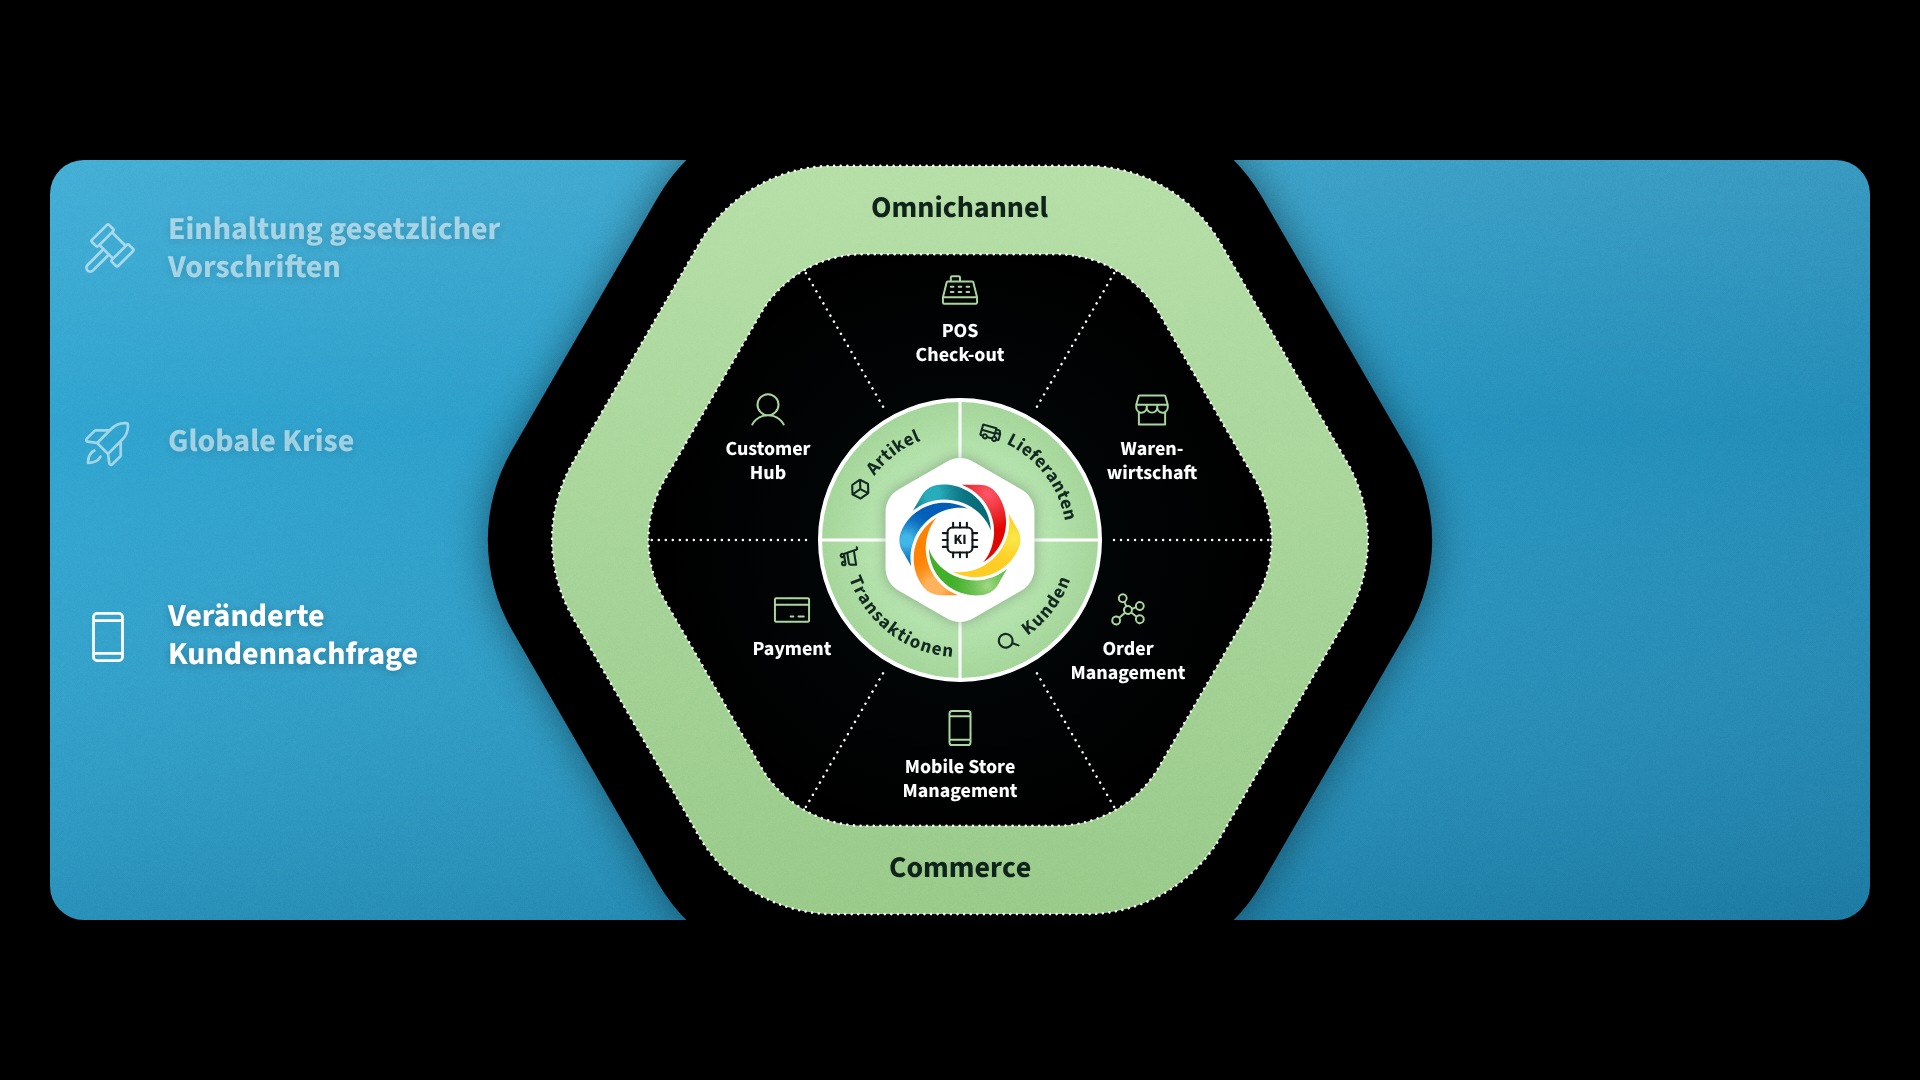 Einhaltung gesetzlicher
Vorschriften
Globale Krise
Veränderte
Kundennachfrage
Omnichannel
POS
Check-out
Customer
Hub
Waren-
wirtschaft
Artikel
Lieferanten
KI
Transaktionen
Kunden
Payment
Order
Management
Mobile Store
Management
Commerce